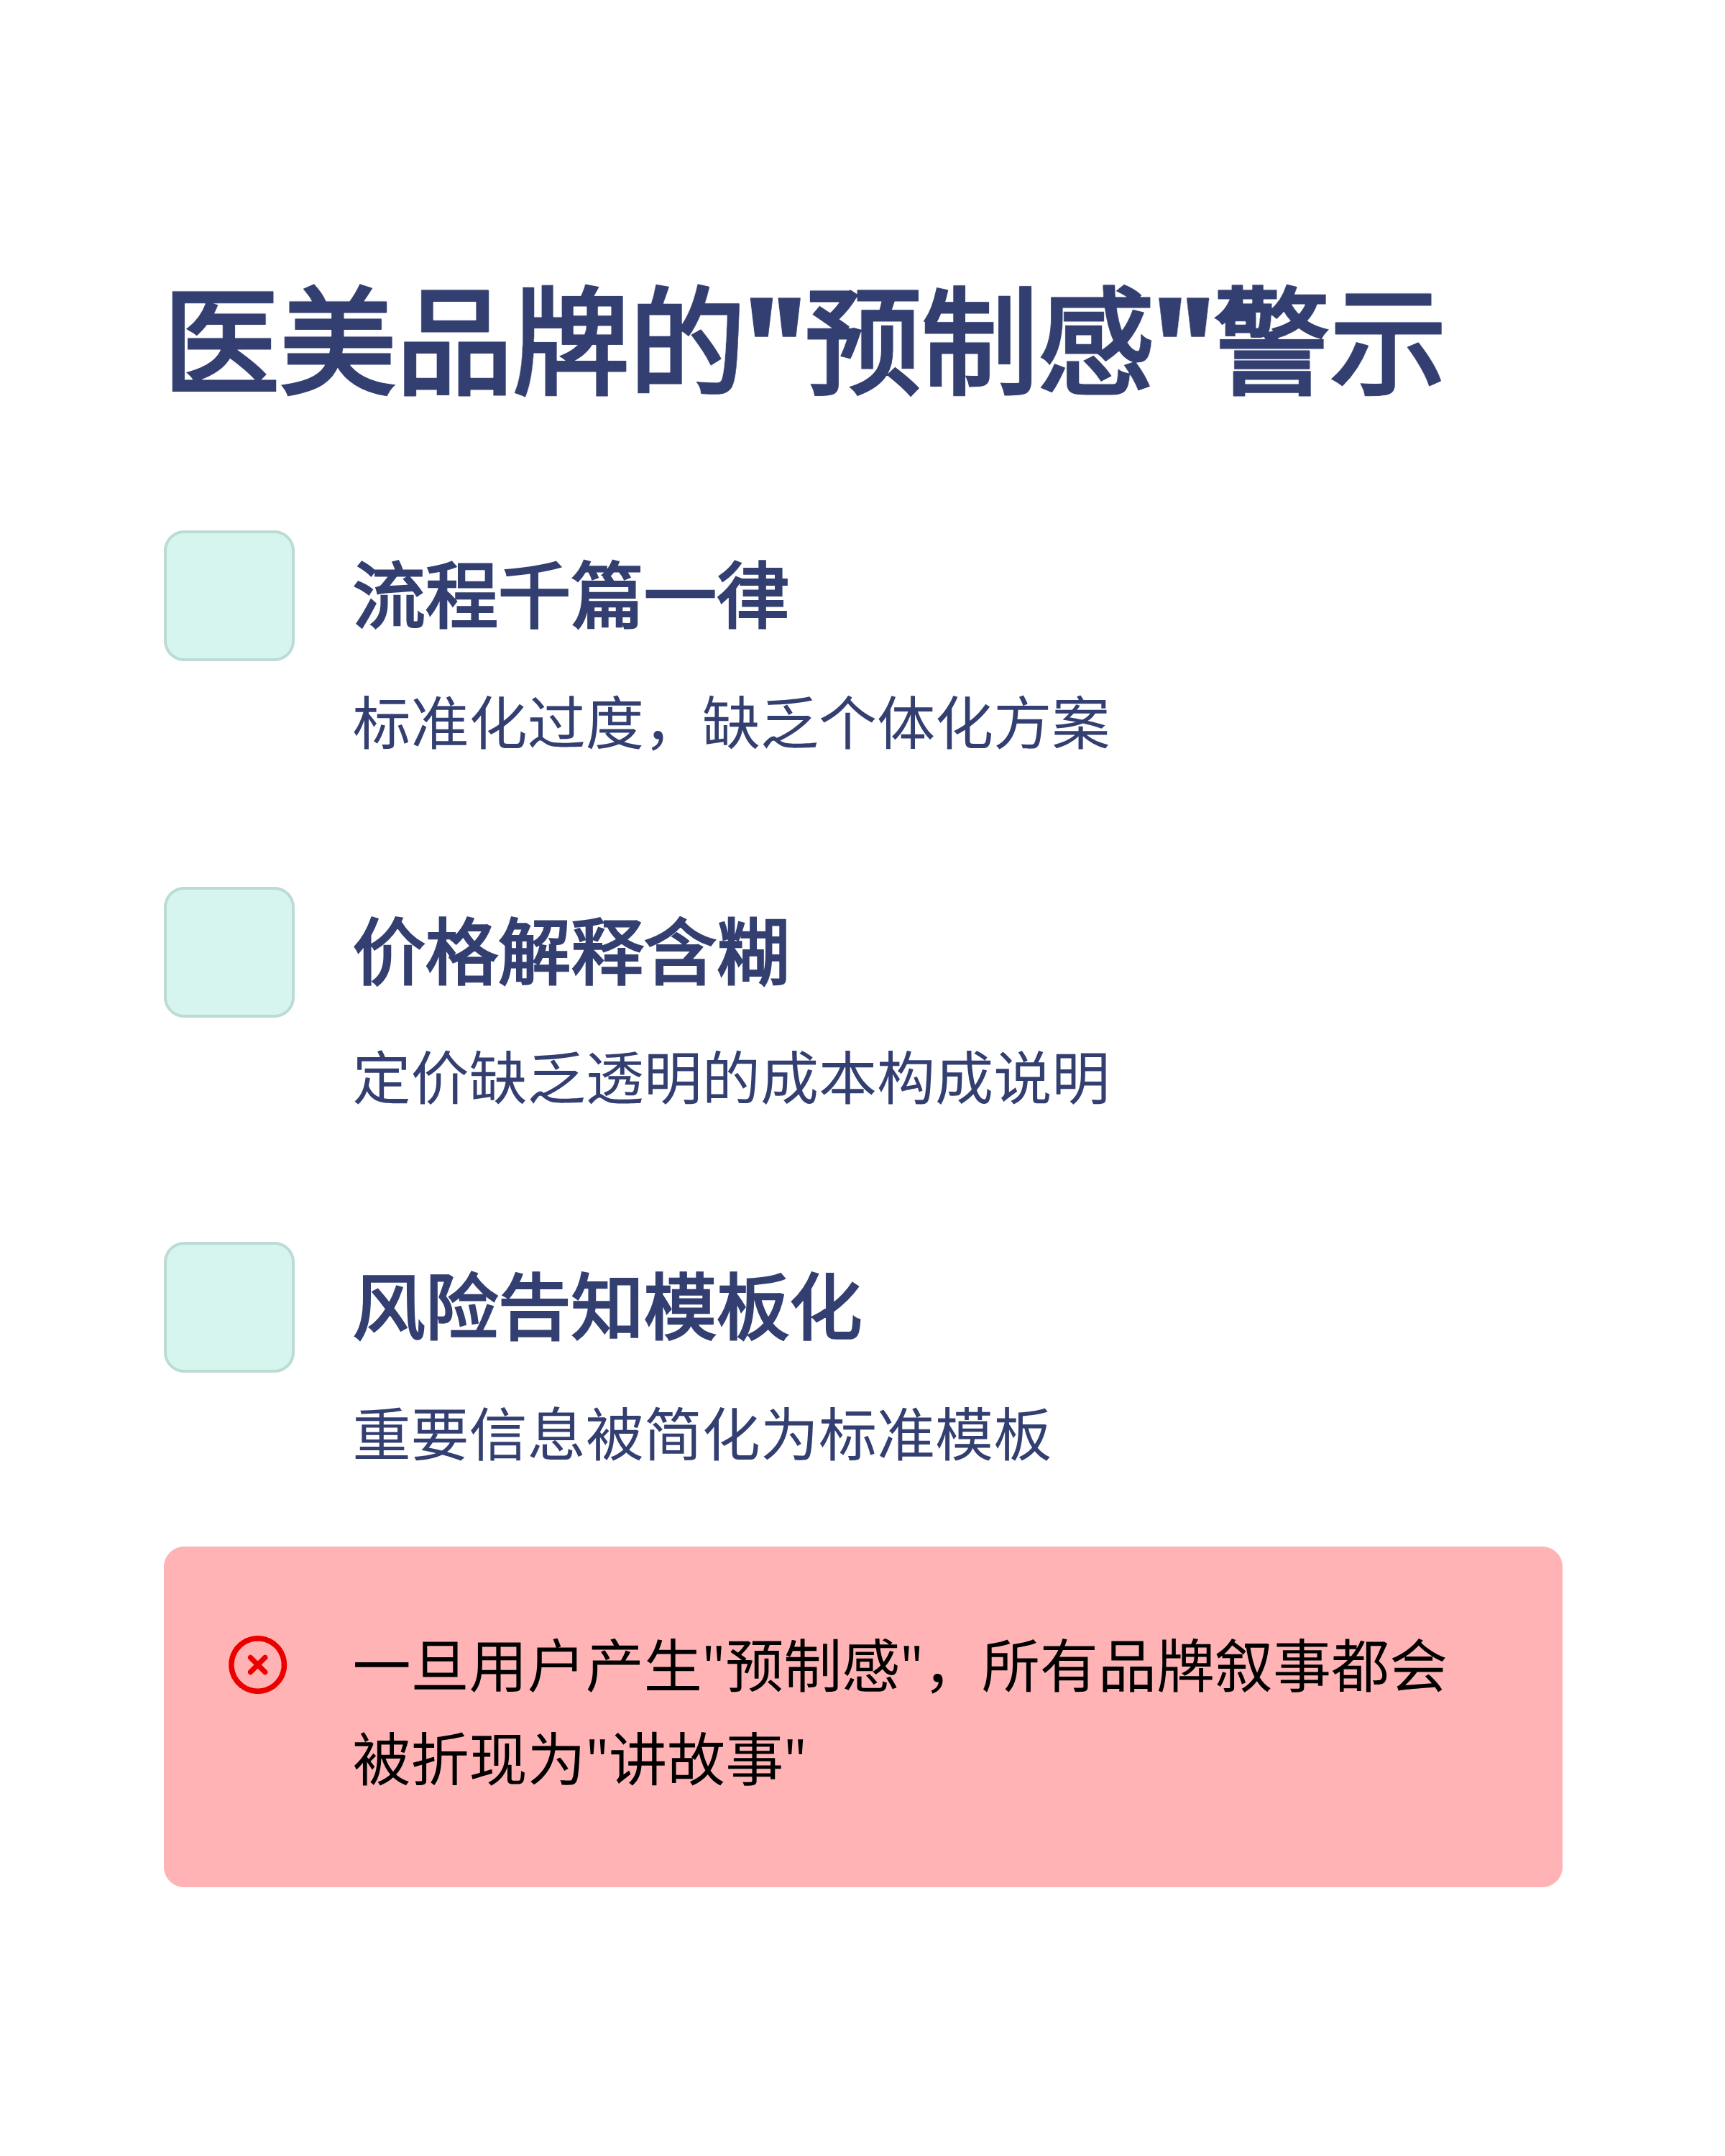 医美品牌的"预制感"警示
流程千篇一律
标准化过度，缺乏个体化方案
价格解释含糊
定价缺乏透明的成本构成说明
风险告知模板化
重要信息被简化为标准模板
一旦用户产生"预制感"，所有品牌叙事都会
被折现为"讲故事"